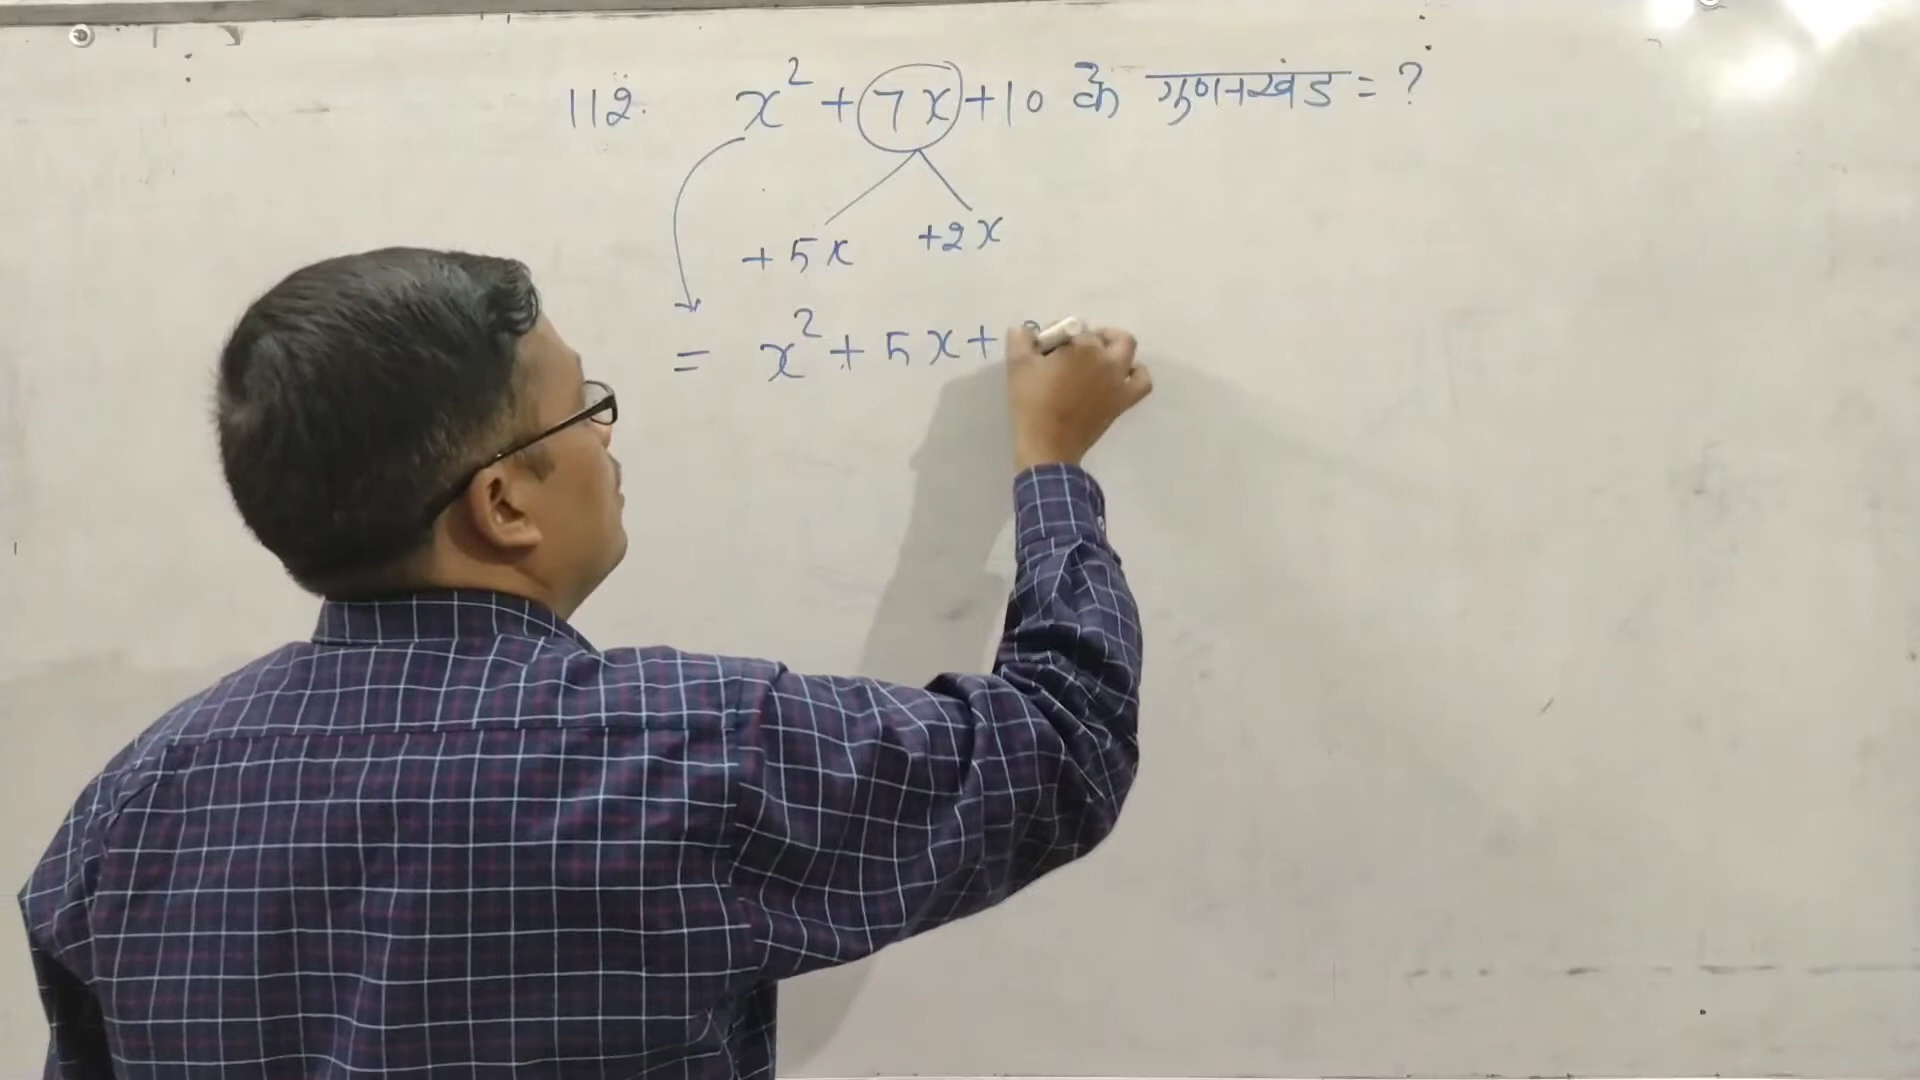 112. x² + 7x + 10 के गुणनखंड = ?
+5x +2x
= x² + 5x +